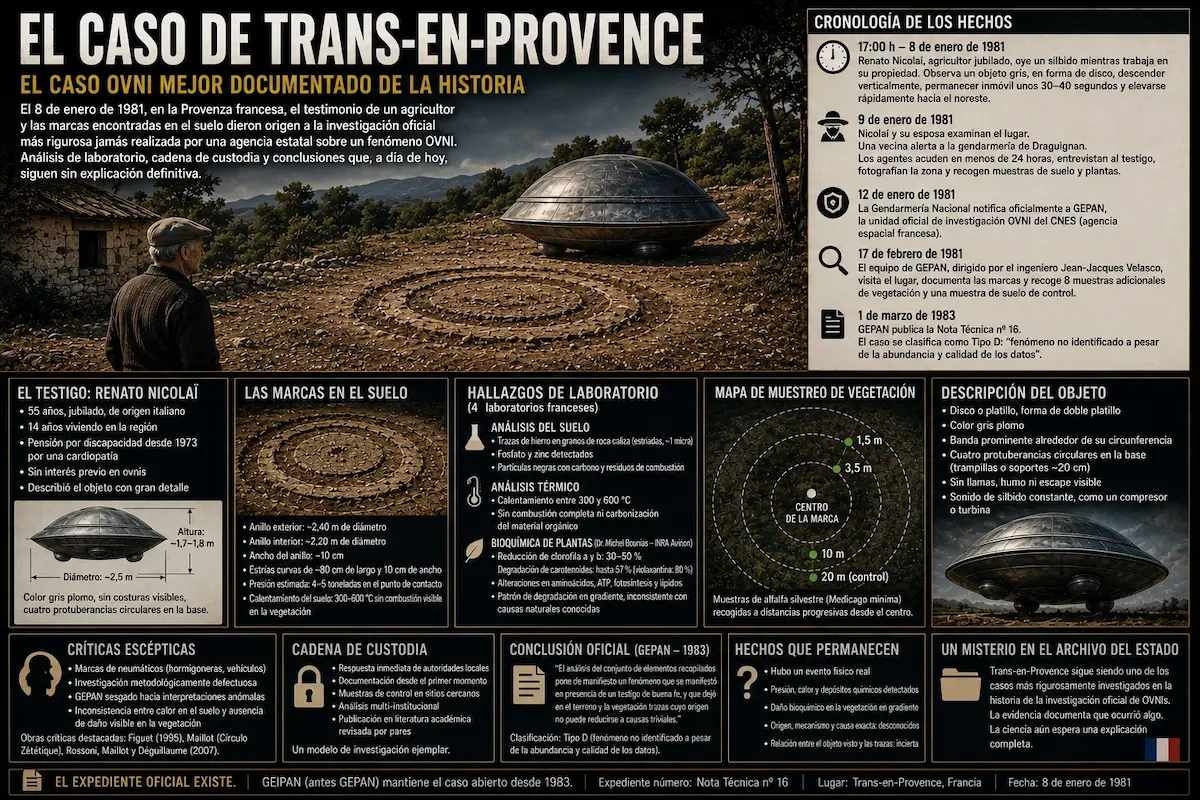 EL CASO DE TRANS-EN-PROVENCE
EL CASO OVNI MEJOR DOCUMENTADO DE LA HISTORIA
El 8 de enero de 1981, en la Provenza francesa, el testimonio de un agricultor
y las marcas encontradas en el suelo dieron origen a la investigación oficial
más rigurosa jamás realizada por una agencia estatal sobre un fenómeno OVNI.
Análisis de laboratorio, cadena de custodia y conclusiones que, a día de hoy,
siguen sin explicación definitiva.
CRONOLOGÍA DE LOS HECHOS
17:00 h – 8 de enero de 1981
Renato Nicolaí, agricultor jubilado, oye un silbido mientras trabaja en
su propiedad. Observa un objeto gris, en forma de disco, descender
verticalmente, permanecer inmóvil unos 30–40 segundos y elevarse
rápidamente hacia el noreste.
9 de enero de 1981
Nicolaí y su esposa examinan el lugar.
Una vecina alerta a la gendarmería de Draguignan.
Los agentes acuden en menos de 24 horas, entrevistan al testigo,
fotografían la zona y recogen muestras de suelo y plantas.
12 de enero de 1981
La Gendarmería Nacional notifica oficialmente a GEPAN,
la unidad oficial de investigación OVNI del CNES (agencia
espacial francesa).
17 de febrero de 1981
El equipo de GEPAN, dirigido por el ingeniero Jean-Jacques Velasco,
visita el lugar, documenta las marcas y recoge 8 muestras adicionales
de vegetación y una muestra de suelo de control.
1 de marzo de 1983
GEPAN publica la Nota Técnica nº 16.
El caso se clasifica como Tipo D: "fenómeno no identificado a pesar
de la abundancia y calidad de los datos".
EL TESTIGO: RENATO NICOLAÏ
• 55 años, jubilado, de origen italiano
• 14 años viviendo en la región
• Pensión por discapacidad desde 1973
por una cardiopatía
• Sin interés previo en ovnis
• Describió el objeto con gran detalle
Altura:
~1,7–1,8 m
Diámetro: ~2,5 m
Color gris plomo, sin costuras visibles,
cuatro protuberancias circulares en la base.
LAS MARCAS EN EL SUELO
• Anillo exterior: ~2,40 m de diámetro
• Anillo interior: ~2,20 m de diámetro
• Ancho del anillo: ~10 cm
• Estrías curvas de ~80 cm de largo y 10 cm de ancho
• Presión estimada: 4–5 toneladas en el punto de contacto
• Calentamiento del suelo: 300-600 °C sin combustión visible
en la vegetación
HALLAZGOS DE LABORATORIO
(4 laboratorios franceses)
ANÁLISIS DEL SUELO
• Trazas de hierro en granos de roca caliza (estriadas, ~1 micra)
• Fosfato y zinc detectados
• Partículas negras con carbono y residuos de combustión
ANÁLISIS TÉRMICO
• Calentamiento entre 300 y 600 °C
• Sin combustión completa ni carbonización
del material orgánico
BIOQUÍMICA DE PLANTAS (Dr. Michel Bounias – INRA Aviñon)
• Reducción de clorofila a y b: 30–50 %
Degradación de carotenoides: hasta 57 % (violaxantina: 80 %)
• Alteraciones en aminoácidos, ATP, fotosíntesis y lípidos
• Patrón de degradación en gradiente, inconsistente con
causas naturales conocidas
MAPA DE MUESTREO DE VEGETACIÓN
1,5 m
3,5 m
CENTRO
DE LA MARCA
10 m
20 m (control)
Muestras de alfalfa silvestre (Medicago minima)
recogidas a distancias progresivas desde el centro.
DESCRIPCIÓN DEL OBJETO
• Disco o platillo, forma de doble platillo
• Color gris plomo
• Banda prominente alrededor de su circunferencia
• Cuatro protuberancias circulares en la base
(trampillas o soportes ~20 cm)
• Sin llamas, humo ni escape visible
• Sonido de silbido constante, como un compresor
o turbina
CRÍTICAS ESCÉPTICAS
• Marcas de neumáticos (hormigoneras, vehículos)
• Investigación metodológicamente defectuosa
• GEPAN sesgado hacia interpretaciones anómalas
• Inconsistencia entre calor en el suelo y ausencia
de daño visible en la vegetación
Obras críticas destacadas: Figuet (1995), Maillot (Círculo
Zététique), Rossoni, Maillot y Déguillaume (2007).
CADENA DE CUSTODIA
• Respuesta inmediata de autoridades locales
• Documentación desde el primer momento
• Muestras de control en sitios cercanos
• Análisis multi-institucional
• Publicación en literatura académica
revisada por pares
Un modelo de investigación ejemplar.
CONCLUSIÓN OFICIAL (GEPAN – 1983)
"El análisis del conjunto de elementos recopilados
pone de manifiesto un fenómeno que se manifestó
en presencia de un testigo de buena fe, y que dejó
en el terreno y la vegetación trazas cuyo origen
no puede reducirse a causas triviales."
Clasificación: Tipo D (fenómeno no identificado a pesar
de la abundancia y calidad de los datos).
HECHOS QUE PERMANECEN
• Hubo un evento físico real
• Presión, calor y depósitos químicos detectados
• Daño bioquímico en la vegetación en gradiente
• Origen, mecanismo y causa exacta: desconocidos
• Relación entre el objeto visto y las trazas: incierta
UN MISTERIO EN EL ARCHIVO DEL ESTADO
Trans-en-Provence sigue siendo uno de los
casos más rigurosamente investigados en la
historia de la investigación oficial de OVNIs.
La evidencia documenta que ocurrió algo.
La ciencia aún espera una explicación
completa.
EL EXPEDIENTE OFICIAL EXISTE. | GEIPAN (antes GEPAN) mantiene el caso abierto desde 1983. | Expediente número: Nota Técnica nº 16 | Lugar: Trans-en-Provence, Francia | Fecha: 8 de enero de 1981